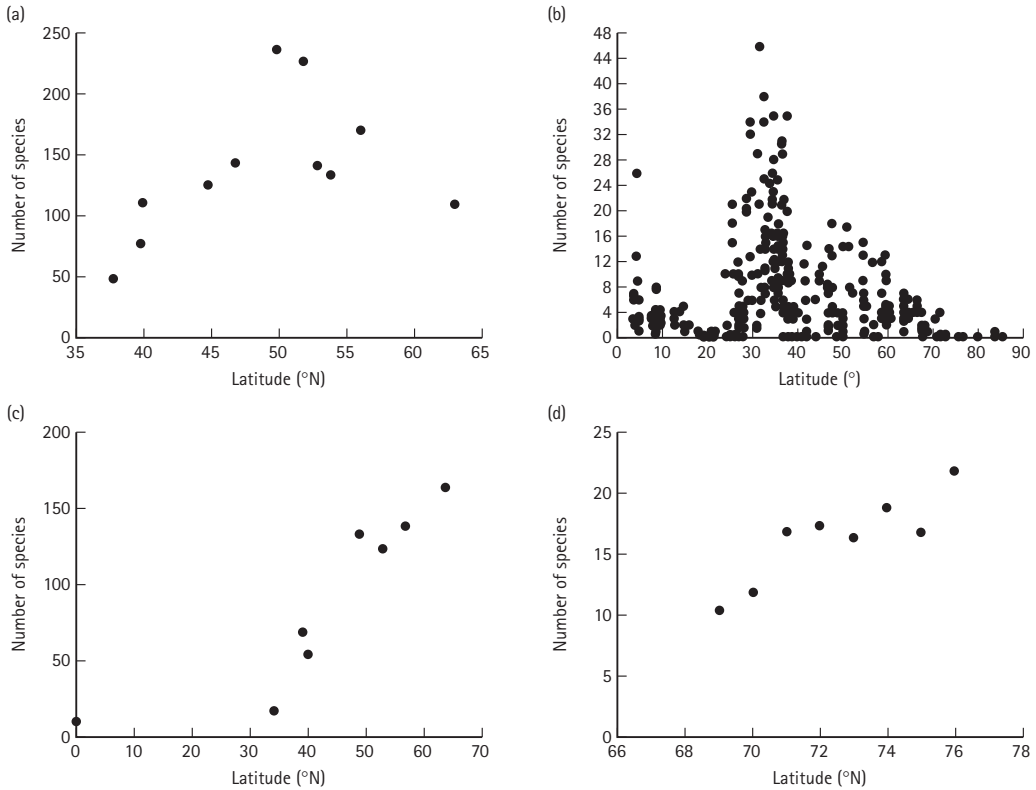 (a)
250
200
150
100
50
0
Number of species
35 40 45 50 55 60 65
Latitude (°N)
(b)
48
44
40
36
32
28
24
20
16
12
8
4
0
Number of species
0 10 20 30 40 50 60 70 80 90
Latitude (°)
(c)
200
150
100
50
0
Number of species
0 10 20 30 40 50 60 70
Latitude (°N)
(d)
25
20
15
10
5
0
Number of species
66 68 70 72 74 76 78
Latitude (°N)